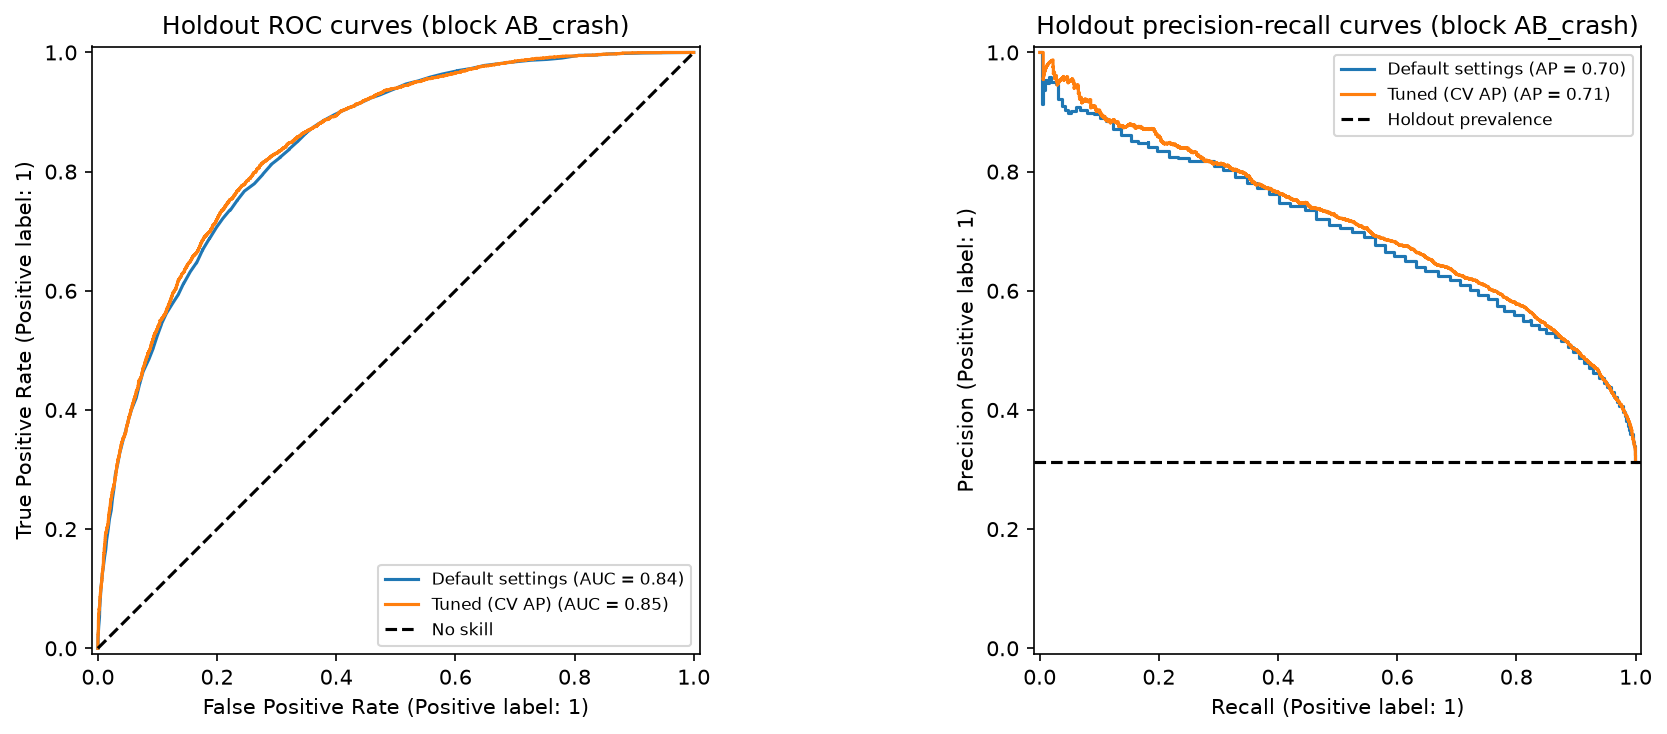 Holdout ROC curves (block AB_crash)
1.0
0.8
0.6
0.4
0.2
0.0
True Positive Rate (Positive label: 1)
Default settings (AUC = 0.84)
Tuned (CV AP) (AUC = 0.85)
No skill
0.0 0.2 0.4 0.6 0.8 1.0
False Positive Rate (Positive label: 1)
Holdout precision-recall curves (block AB_crash)
1.0
0.8
0.6
0.4
0.2
0.0
Precision (Positive label: 1)
Default settings (AP = 0.70)
Tuned (CV AP) (AP = 0.71)
Holdout prevalence
0.0 0.2 0.4 0.6 0.8 1.0
Recall (Positive label: 1)